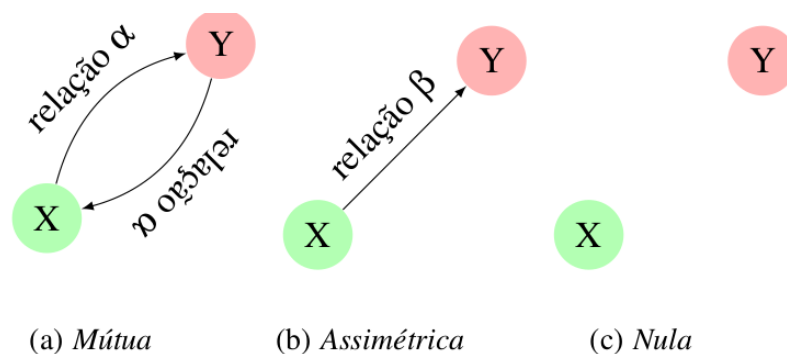 Y
relação α
relação α
X
(a) Mútua
Y
relação β
X
(b) Assimétrica
Y
X
(c) Nula